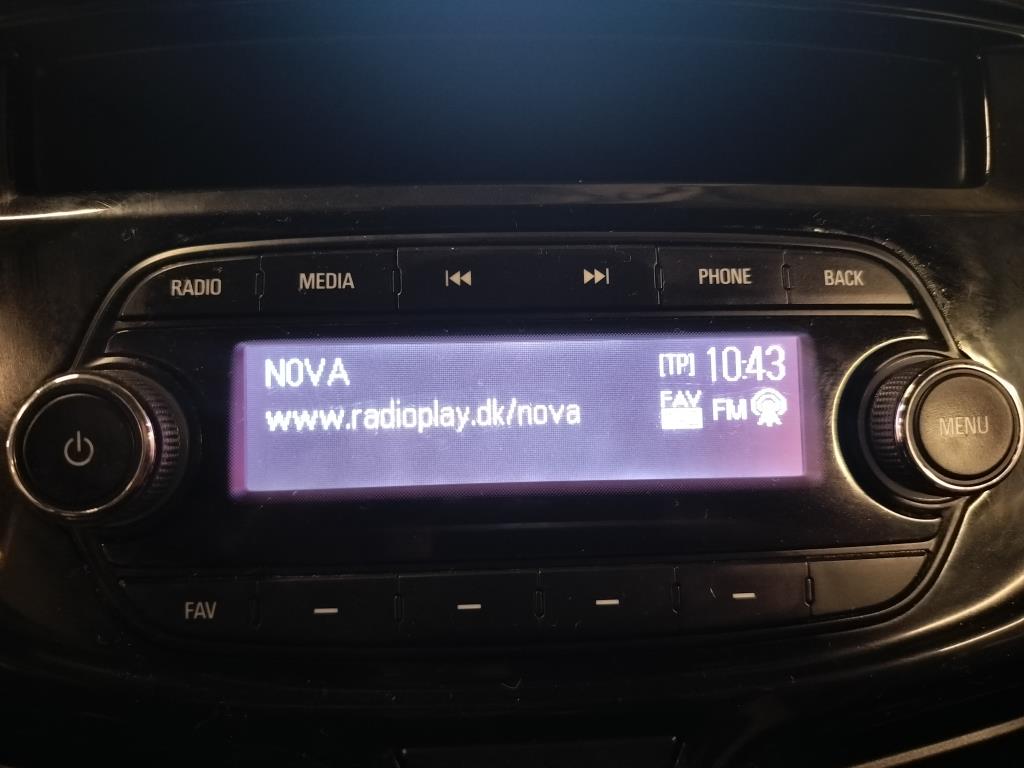 RADIO MEDIA PHONE BACK
NOVA [TP] 10:43
www.radioplay.dk/nova FAV FM
MENU
FAV